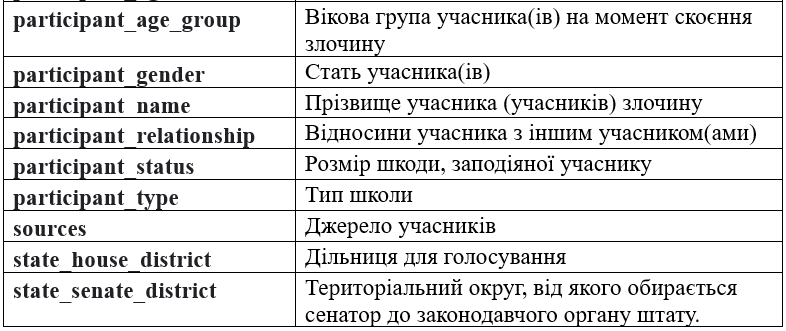 participant_age_group Вікова група учасника(ів) на момент скоєння
злочину
participant_gender Стать учасника(ів)
participant_name Прізвище учасника (учасників) злочину
participant_relationship Відносини учасника з іншим учасником(ами)
participant_status Розмір шкоди, заподіяної учаснику
participant_type Тип школи
sources Джерело учасників
state_house_district Дільниця для голосування
state_senate_district Територіальний округ, від якого обирається
сенатор до законодавчого органу штату.